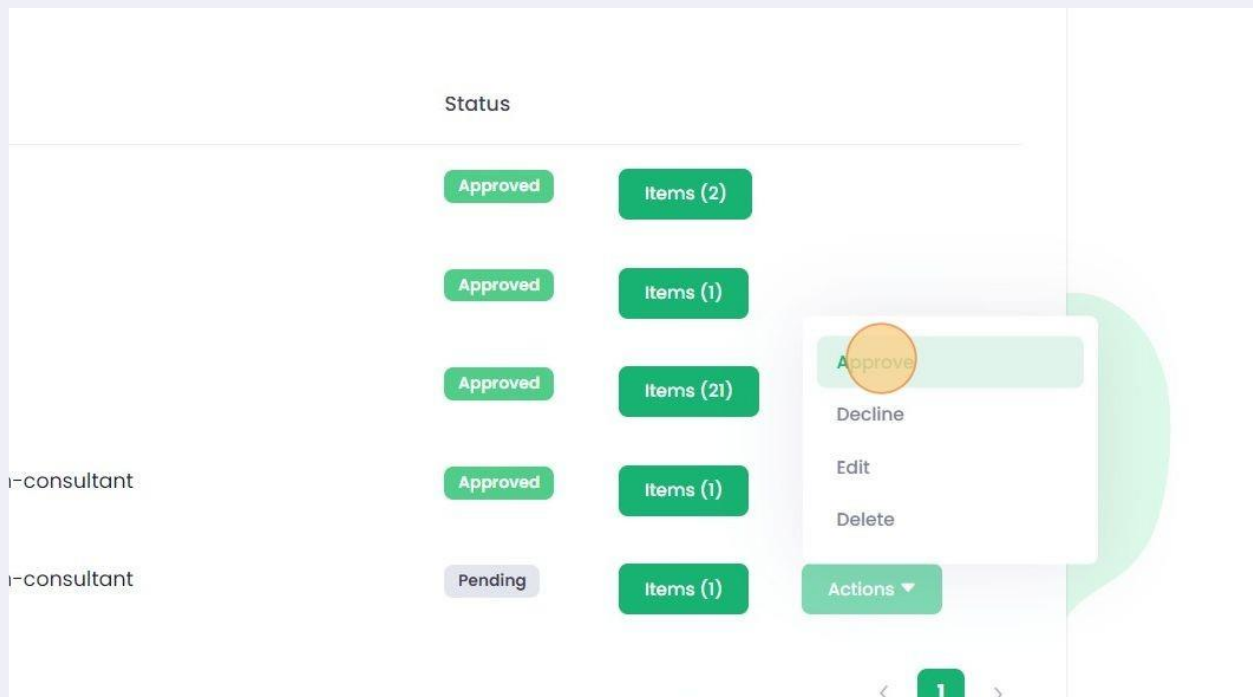 Status
Approved Items (2)
Approved Items (1)
Approve
Approved Items (21)
Decline
Edit
-consultant Approved Items (1)
Delete
-consultant Pending Items (1) Actions
< 1 >